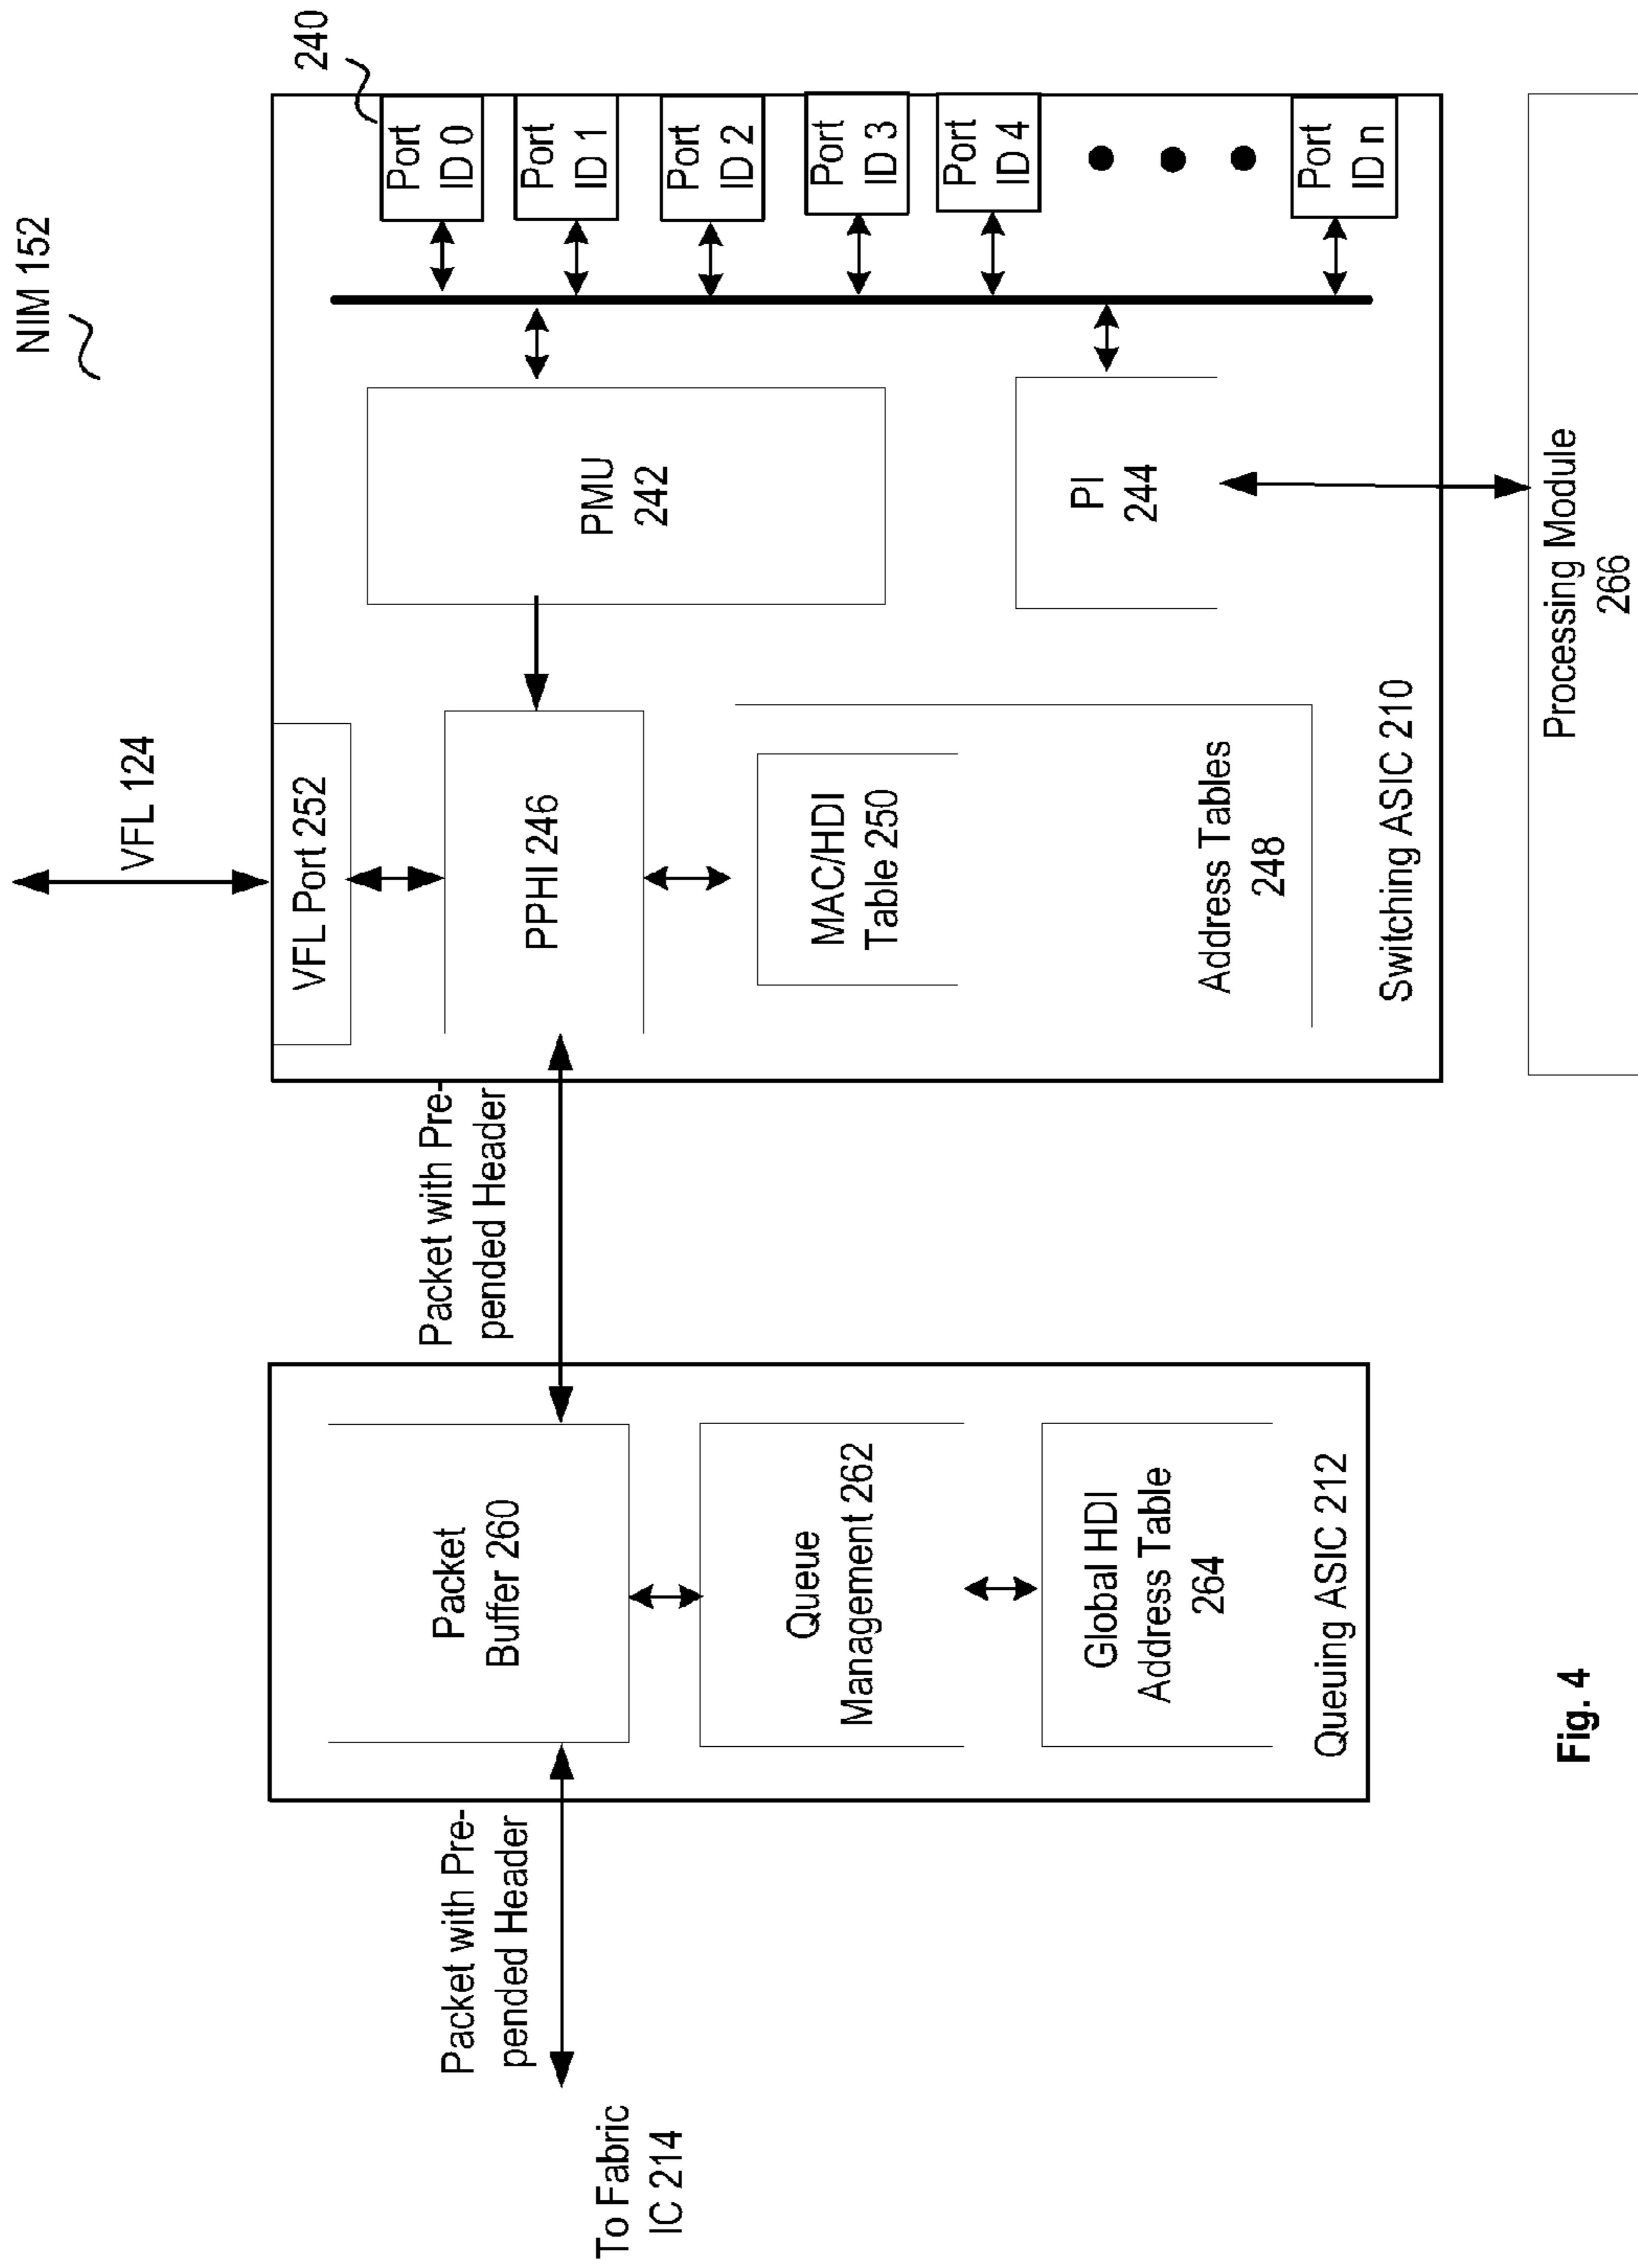 NIM 152
240
VFL 124
VFL Port 252
Port
ID 0
Port
ID 1
Port
ID 2
Port
ID 3
Port
ID 4
Port
ID n
PMU
242
PI
244
PPHI 246
MAC/HDI
Table 250
Address Tables
248
Switching ASIC 210
Processing Module
266
Packet with Pre-
pended Header
Packet
Buffer 260
Queue
Management 262
Global HDI
Address Table
264
Queuing ASIC 212
Packet with Pre-
pended Header
To Fabric
IC 214
Fig. 4